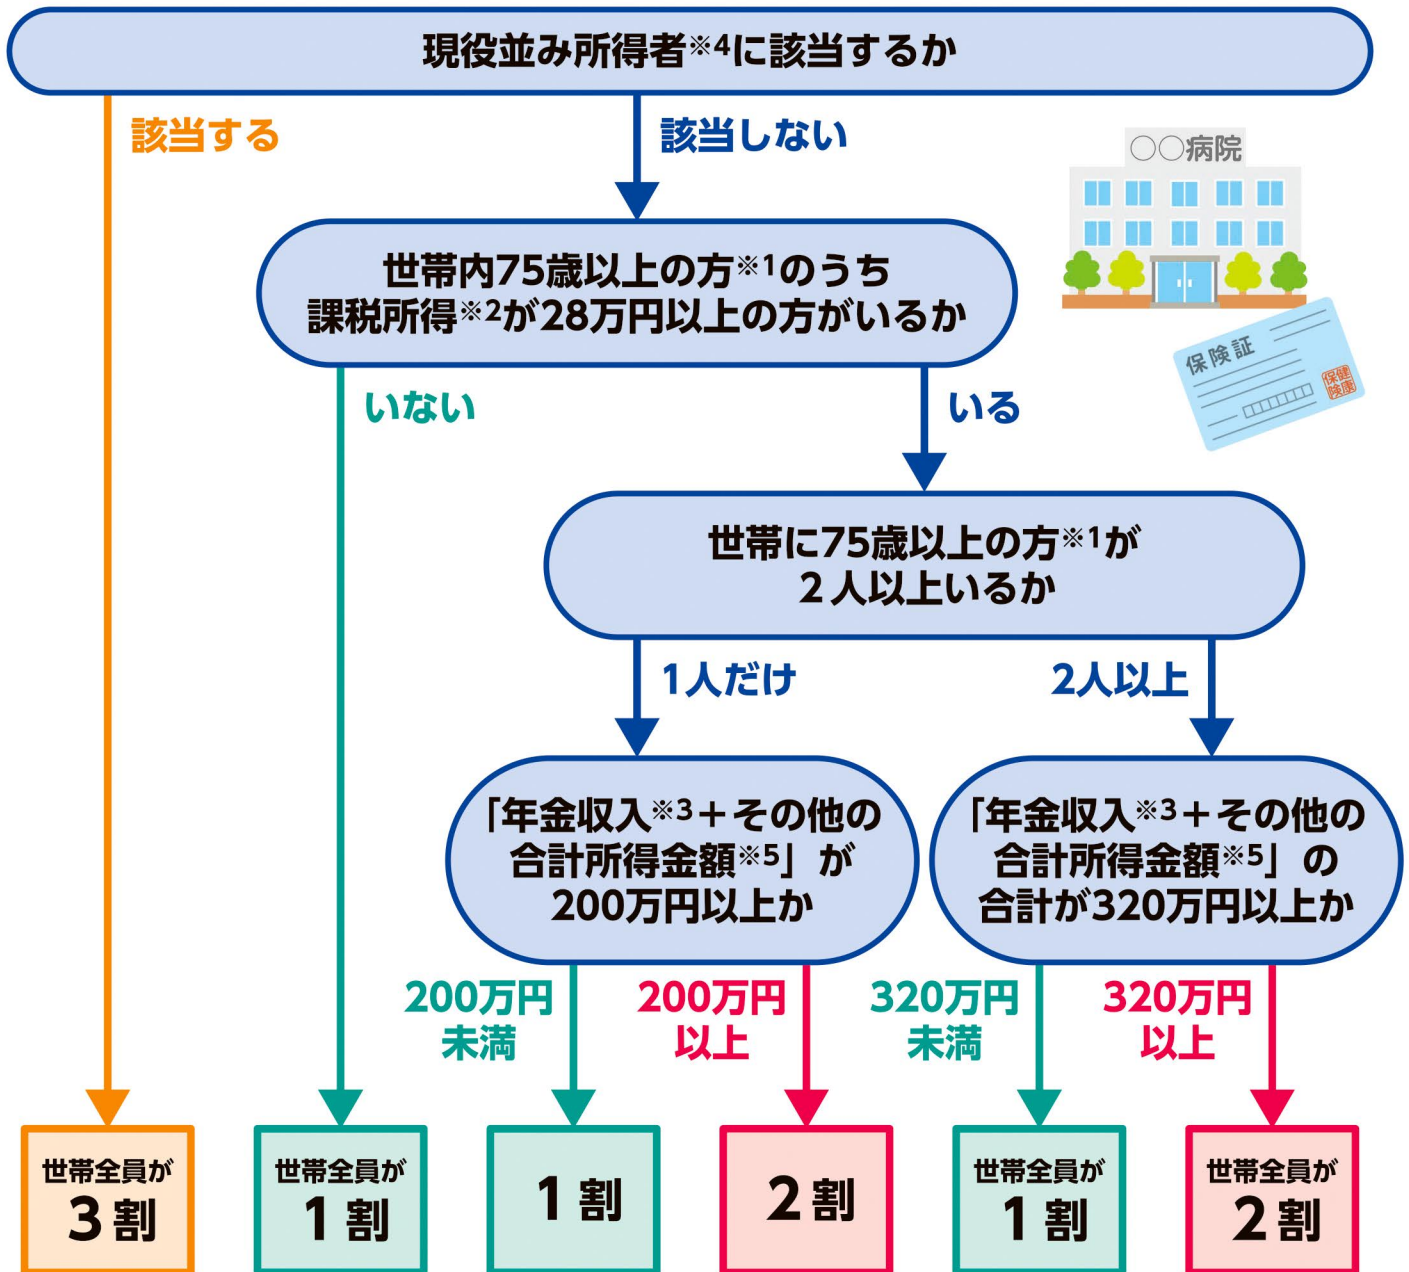 現役並み所得者※4に該当するか
該当する
該当しない
○○病院
世帯内75歳以上の方※1のうち
課税所得※2が28万円以上の方がいるか
保険証
健康
保険
いない
いる
世帯に75歳以上の方※1が
2人以上いるか
1人だけ
2人以上
「年金収入※3＋その他の
合計所得金額※5」が
200万円以上か
「年金収入※3＋その他の
合計所得金額※5」の
合計が320万円以上か
200万円
未満
200万円
以上
320万円
未満
320万円
以上
世帯全員が
3割
世帯全員が
1割
1割
2割
世帯全員が
1割
世帯全員が
2割